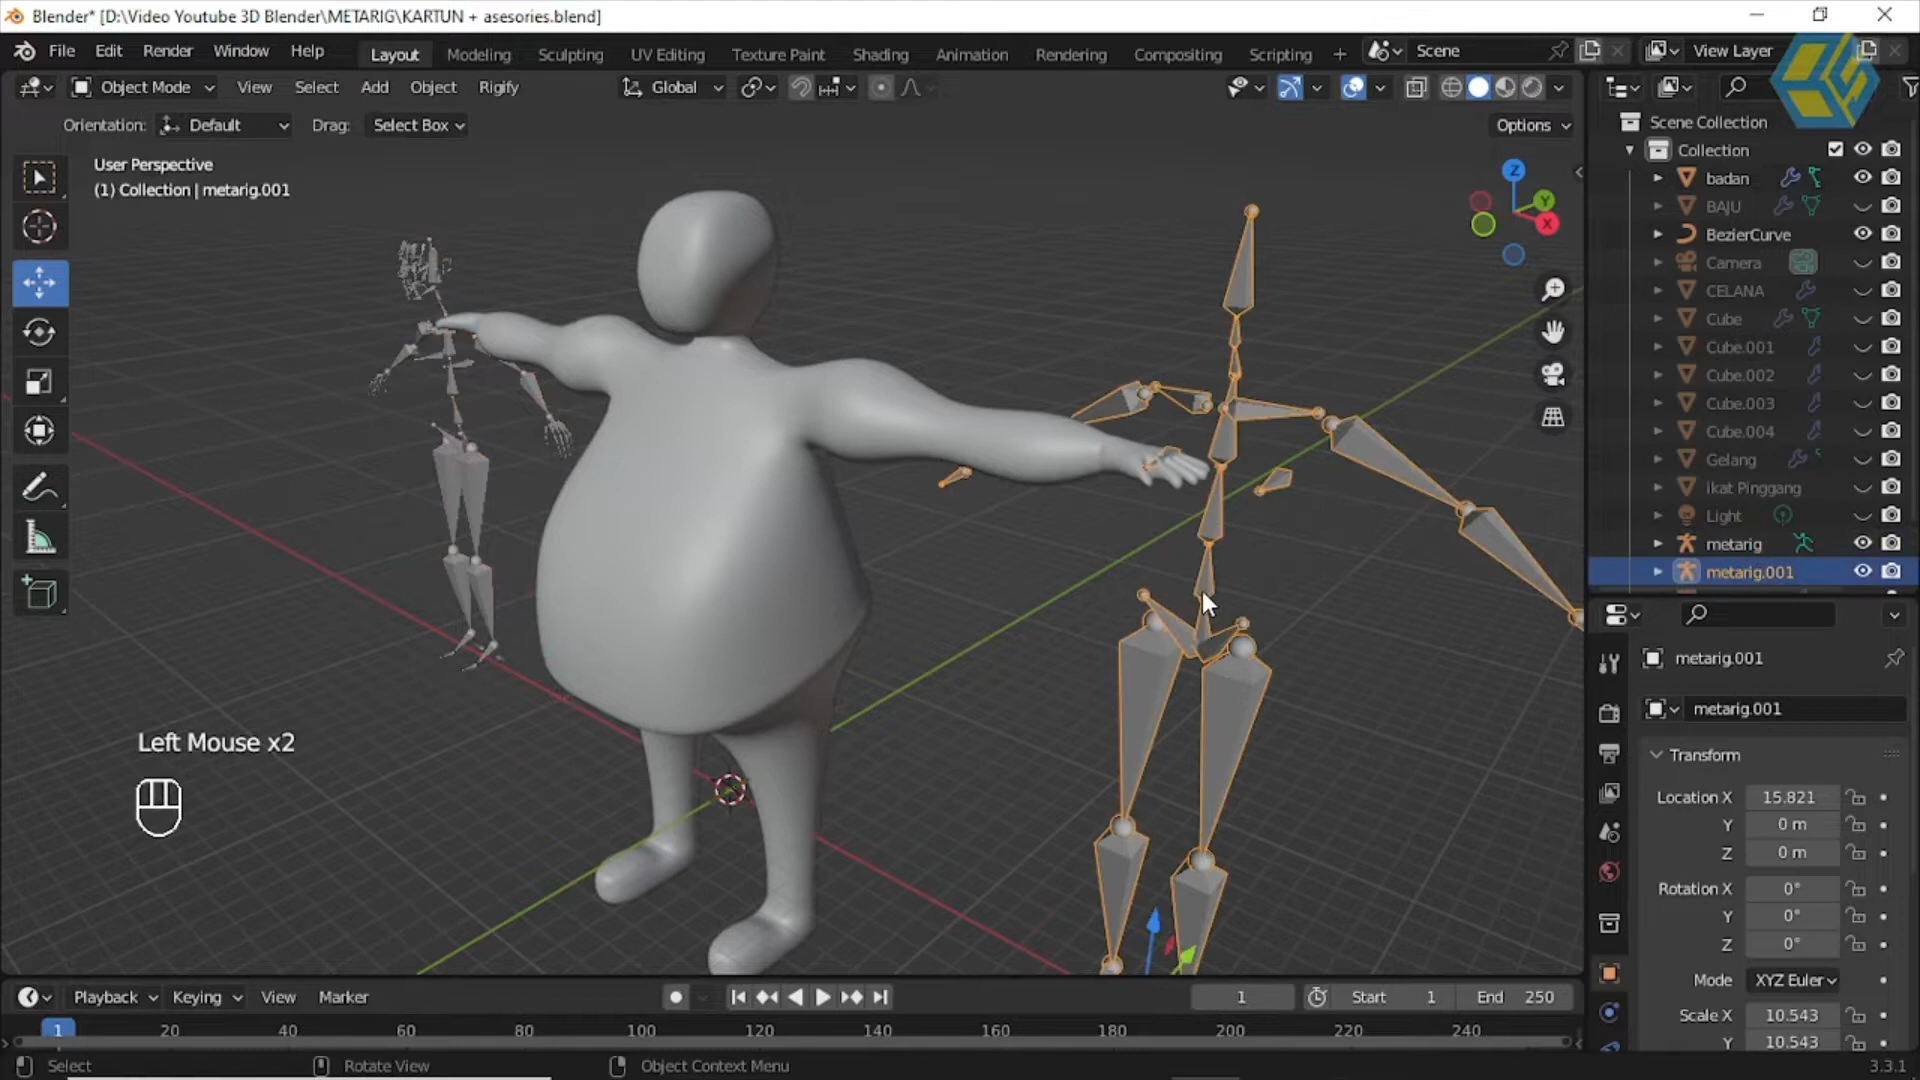 Blender* [D:\Video Youtube 3D Blender\METARIG\KARTUN + asesories.blend]
File Edit Render Window Help Layout Modeling Sculpting UV Editing Texture Paint Shading Animation Rendering Compositing Scripting + Scene View Layer
Object Mode View Select Add Object Rigify Global
Orientation: Default Drag: Select Box Options
User Perspective
(1) Collection | metarig.001
Z
Y
X
Scene Collection
Collection
badan
BAJU
BezierCurve
Camera
CELANA
Cube
Cube.001
Cube.002
Cube.003
Cube.004
Gelang
ikat Pinggang
Light
metarig
metarig.001
metarig.001
metarig.001
Transform
Location X 15.821
Y 0 m
Z 0 m
Rotation X 0°
Y 0°
Z 0°
Mode XYZ Euler
Scale X 10.543
Y 10.543
Left Mouse x2
Playback Keying View Marker 1 Start 1 End 250
1 20 40 60 80 100 120 140 160 180 200 220 240
Select Rotate View Object Context Menu 3.3.1